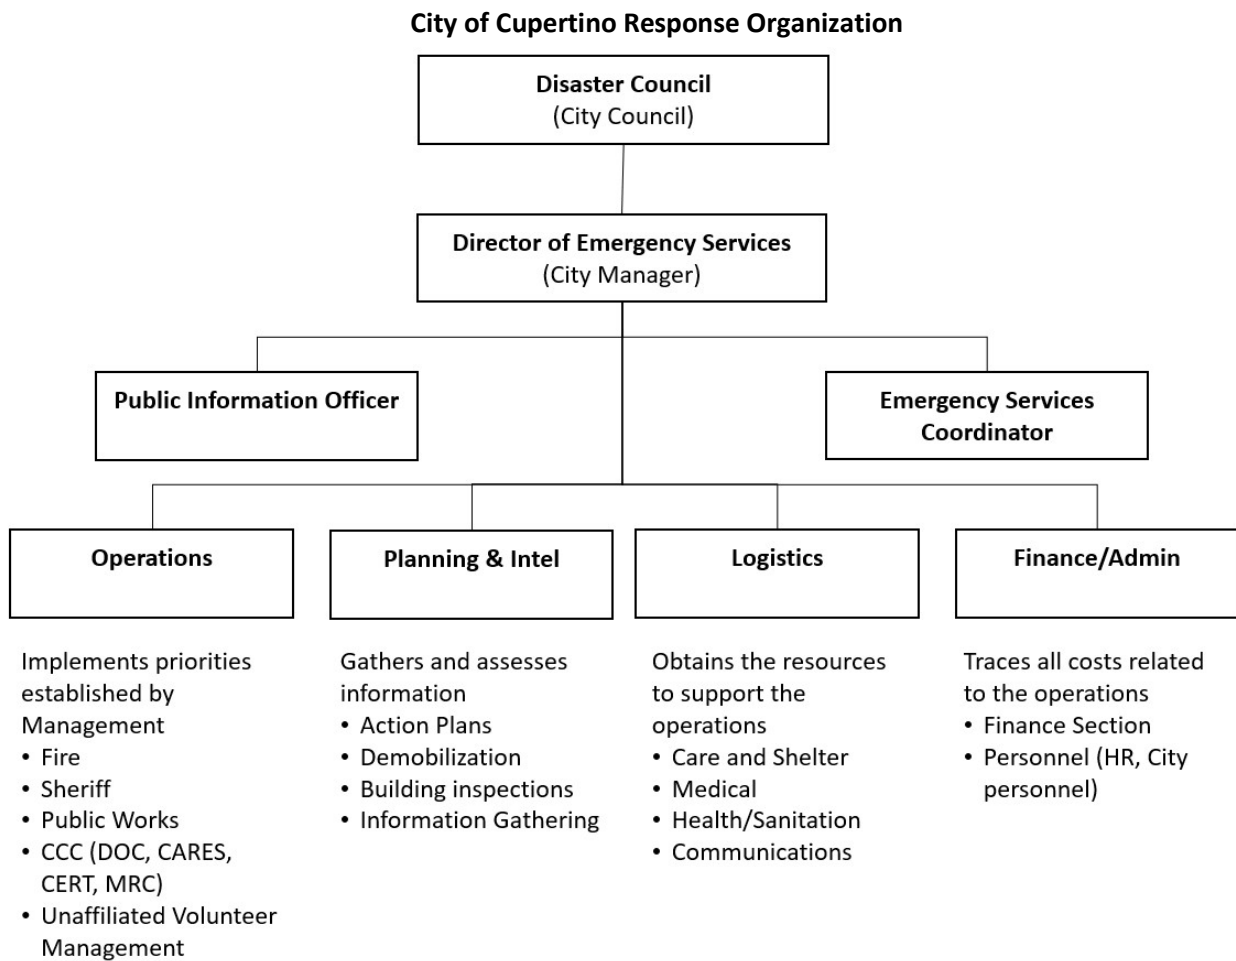 City of Cupertino Response Organization
Disaster Council
(City Council)
Director of Emergency Services
(City Manager)
Public Information Officer
Emergency Services
Coordinator
Operations
Planning & Intel
Logistics
Finance/Admin
Implements priorities
established by
Management
• Fire
• Sheriff
• Public Works
• CCC (DOC, CARES,
CERT, MRC)
• Unaffiliated Volunteer
Management
Gathers and assesses
information
• Action Plans
• Demobilization
• Building inspections
• Information Gathering
Obtains the resources
to support the
operations
• Care and Shelter
• Medical
• Health/Sanitation
• Communications
Traces all costs related
to the operations
• Finance Section
• Personnel (HR, City
personnel)